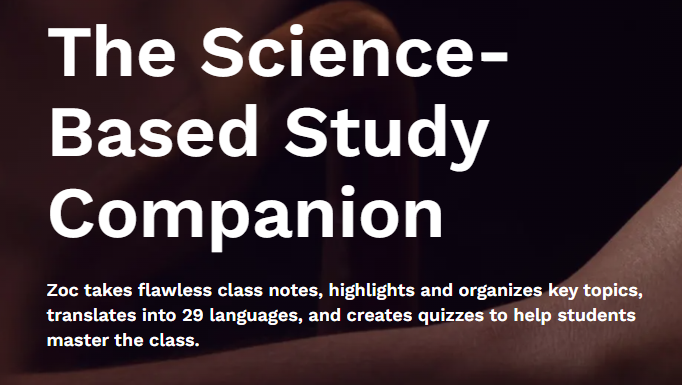 The Science-
Based Study
Companion
Zoc takes flawless class notes, highlights and organizes key topics,
translates into 29 languages, and creates quizzes to help students
master the class.